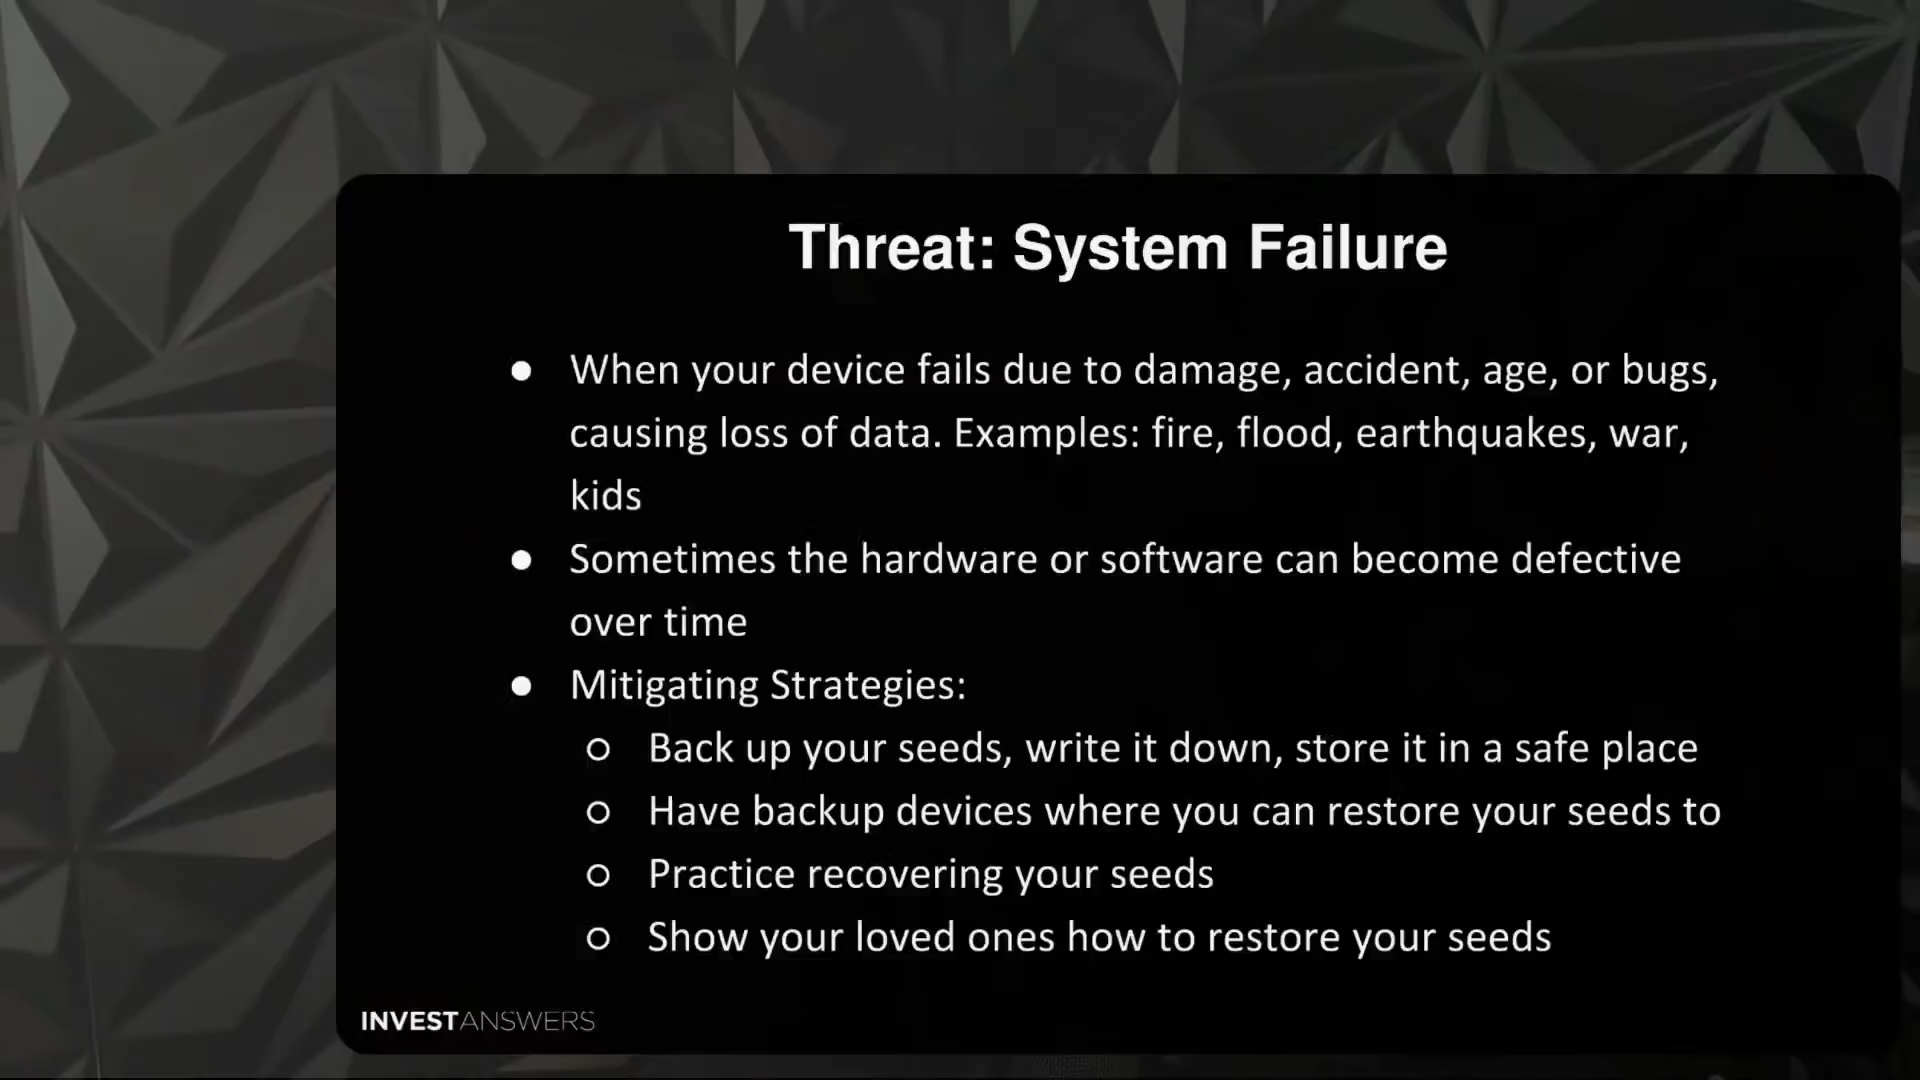 Threat: System Failure
● When your device fails due to damage, accident, age, or bugs,
causing loss of data. Examples: fire, flood, earthquakes, war,
kids
● Sometimes the hardware or software can become defective
over time
● Mitigating Strategies:
○ Back up your seeds, write it down, store it in a safe place
○ Have backup devices where you can restore your seeds to
○ Practice recovering your seeds
○ Show your loved ones how to restore your seeds
INVESTANSWERS